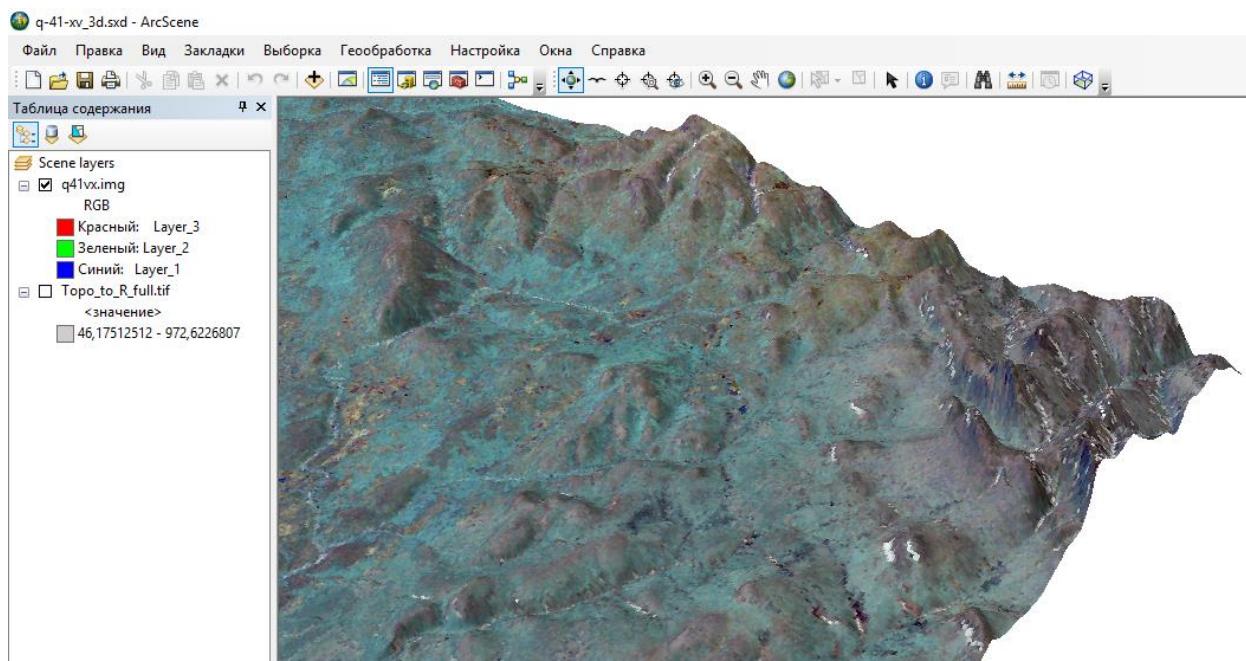 q-41-xv_3d.sxd - ArcScene
Файл Правка Вид Закладки Выборка Геообработка Настройка Окна Справка
Таблица содержания
Scene layers
q41vx.img
RGB
Красный: Layer_3
Зеленый: Layer_2
Синий: Layer_1
Topo_to_R_full.tif
<значение>
46,17512512 - 972,6226807